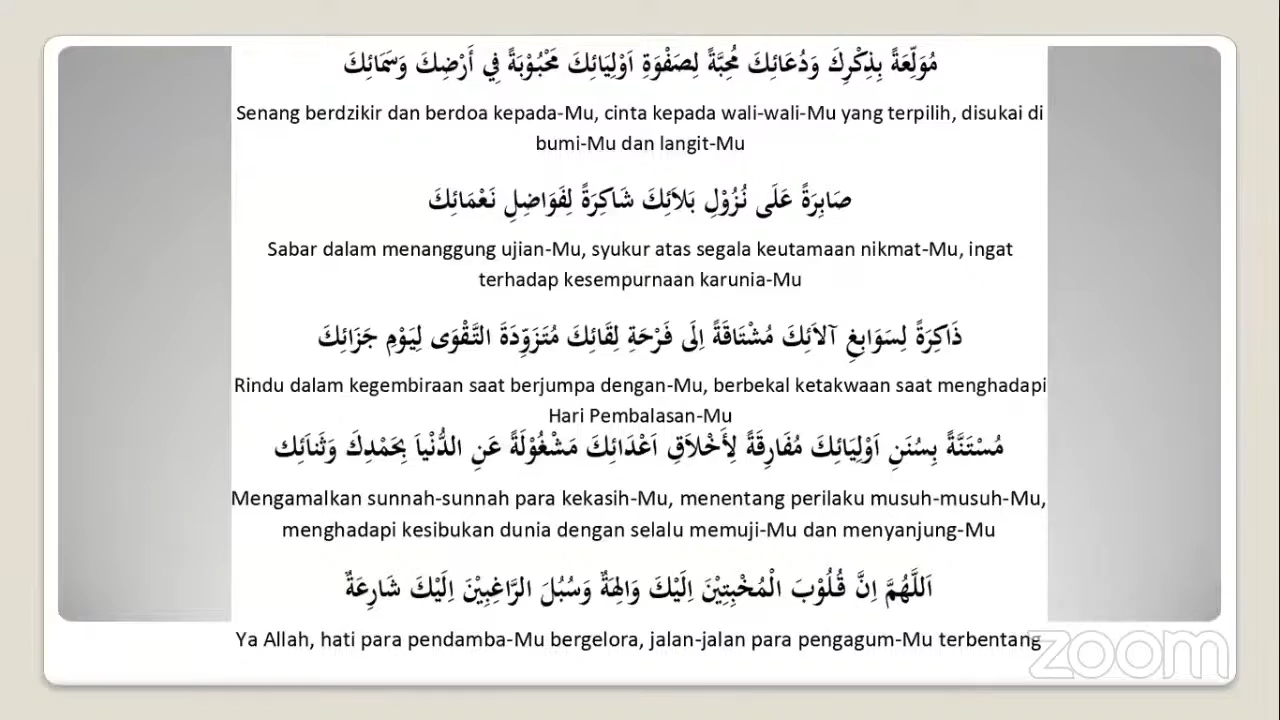 مُوَلِّعَةً بِذِكْرِكَ وَدُعَائِكَ مُحِبَّةً لِصَفْوَةِ اَوْلِيَائِكَ مَحْبُوْبَةً فِي أَرْضِكَ وَسَمَائِكَ
Senang berdzikir dan berdoa kepada-Mu, cinta kepada wali-wali-Mu yang terpilih, disukai di
bumi-Mu dan langit-Mu
صَابِرَةً عَلَى نُزُوْلِ بَلاَئِكَ شَاكِرَةً لِفَوَاضِلِ نَعْمَائِكَ
Sabar dalam menanggung ujian-Mu, syukur atas segala keutamaan nikmat-Mu, ingat
terhadap kesempurnaan karunia-Mu
ذَاكِرَةً لِسَوَابِغِ آلاَئِكَ مُشْتَاقَةً اِلَى فَرْحَةِ لِقَائِكَ مُتَزَوِّدَةَ التَّقْوَى لِيَوْمِ جَزَائِكَ
Rindu dalam kegembiraan saat berjumpa dengan-Mu, berbekal ketakwaan saat menghadapi
Hari Pembalasan-Mu
مُسْتَنَّةً بِسُنَنِ اَوْلِيَائِكَ مُفَارِقَةً لِأَخْلاَقِ اَعْدَائِكَ مَشْغُوْلَةً عَنِ الدُّنْيَا بِحَمْدِكَ وَثَنَائِك
Mengamalkan sunnah-sunnah para kekasih-Mu, menentang perilaku musuh-musuh-Mu,
menghadapi kesibukan dunia dengan selalu memuji-Mu dan menyanjung-Mu
اَللَّهُمَّ اِنَّ قُلُوْبَ الْمُخْبِتِيْنَ اِلَيْكَ وَالِهَةٌ وَسُبُلَ الرَّاغِبِيْنَ اِلَيْكَ شَارِعَةٌ
Ya Allah, hati para pendamba-Mu bergelora, jalan-jalan para pengagum-Mu terbentang
zoom